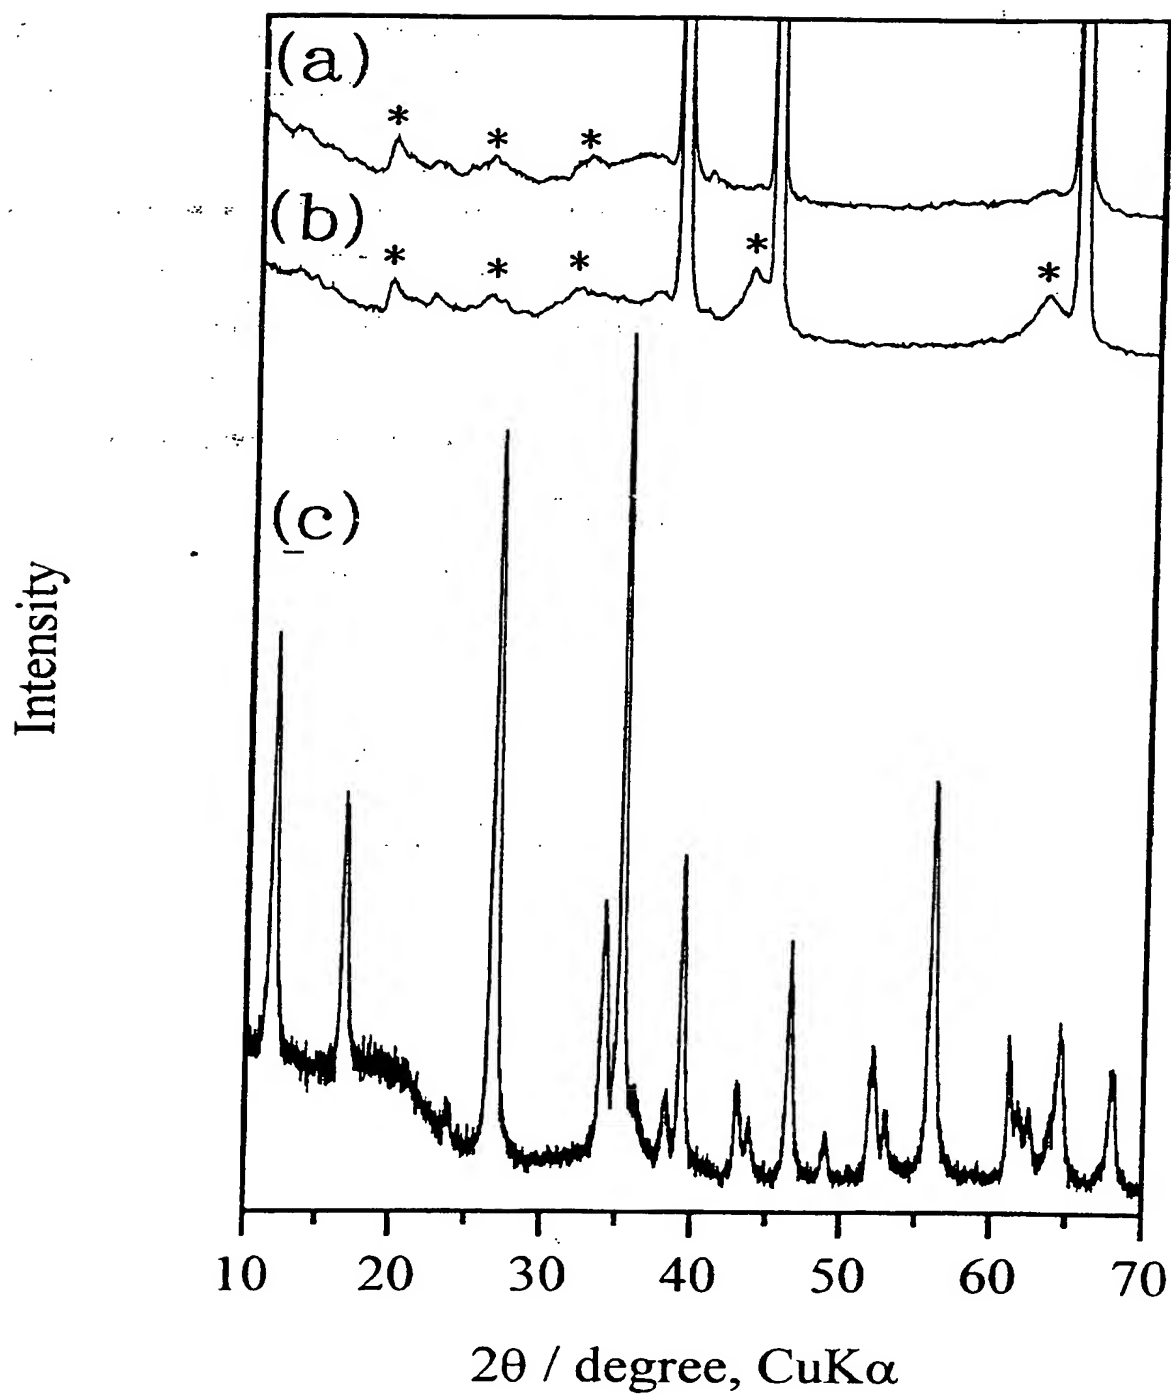 (a)
* * *
(b)
* * * * *
(c)
Intensity
10 20 30 40 50 60 70
2θ / degree, CuKα